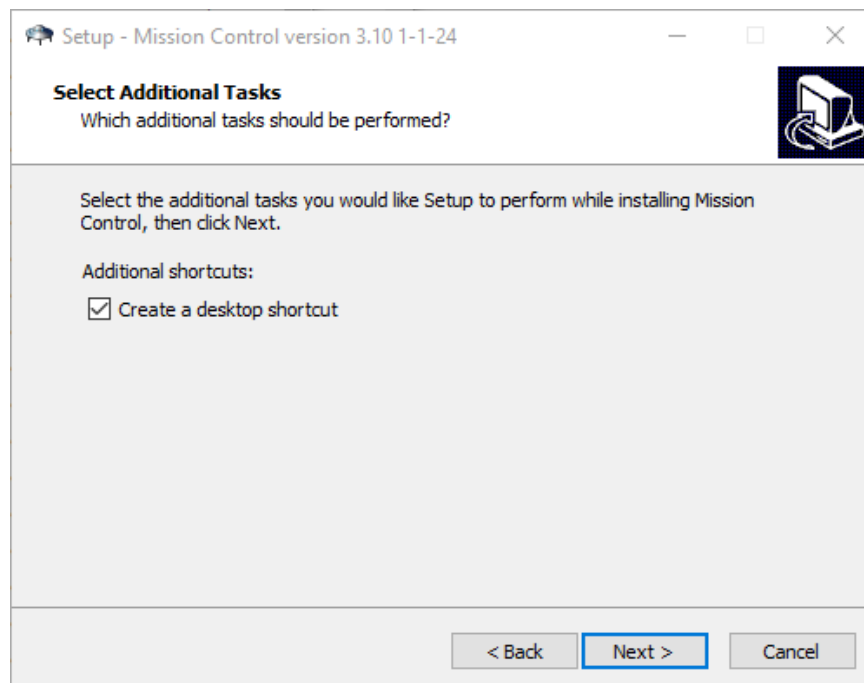 Setup - Mission Control version 3.10 1-1-24
Select Additional Tasks
Which additional tasks should be performed?
Select the additional tasks you would like Setup to perform while installing Mission
Control, then click Next.
Additional shortcuts:
Create a desktop shortcut
< Back
Next >
Cancel